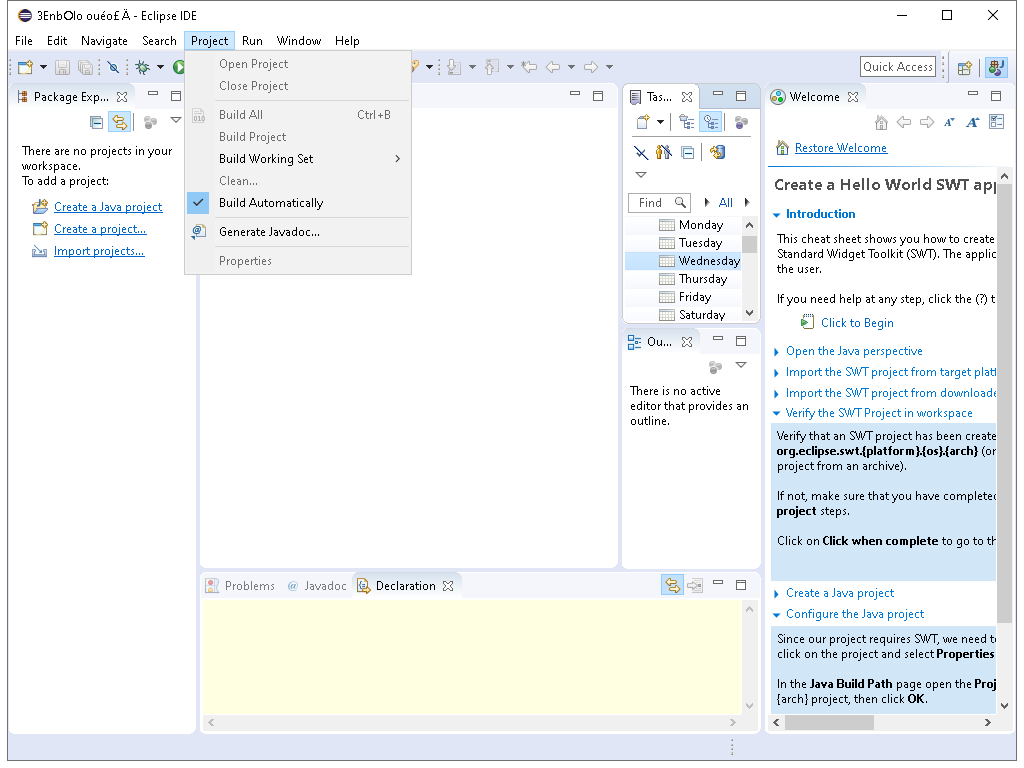 3EnbOlo ouéo£Ä - Eclipse IDE
File Edit Navigate Search Project Run Window Help
Quick Access
Open Project
Close Project
Build All Ctrl+B
Build Project
Build Working Set
Clean...
Build Automatically
Generate Javadoc...
Properties
Package Exp...
There are no projects in your
workspace.
To add a project:
Create a Java project
Create a project...
Import projects...
Tas...
Find
All
Monday
Tuesday
Wednesday
Thursday
Friday
Saturday
Ou...
There is no active
editor that provides an
outline.
Problems @ Javadoc Declaration
Welcome
Restore Welcome
Create a Hello World SWT app
Introduction
This cheat sheet shows you how to create
Standard Widget Toolkit (SWT). The applic
the user.
If you need help at any step, click the (?) t
Click to Begin
Open the Java perspective
Import the SWT project from target platf
Import the SWT project from downloade
Verify the SWT Project in workspace
Verify that an SWT project has been create
org.eclipse.swt.{platform}.{os}.{arch} (or
project from an archive).
If not, make sure that you have completed
project steps.
Click on Click when complete to go to th
Create a Java project
Configure the Java project
Since our project requires SWT, we need to
click on the project and select Properties
In the Java Build Path page open the Proj
{arch} project, then click OK.